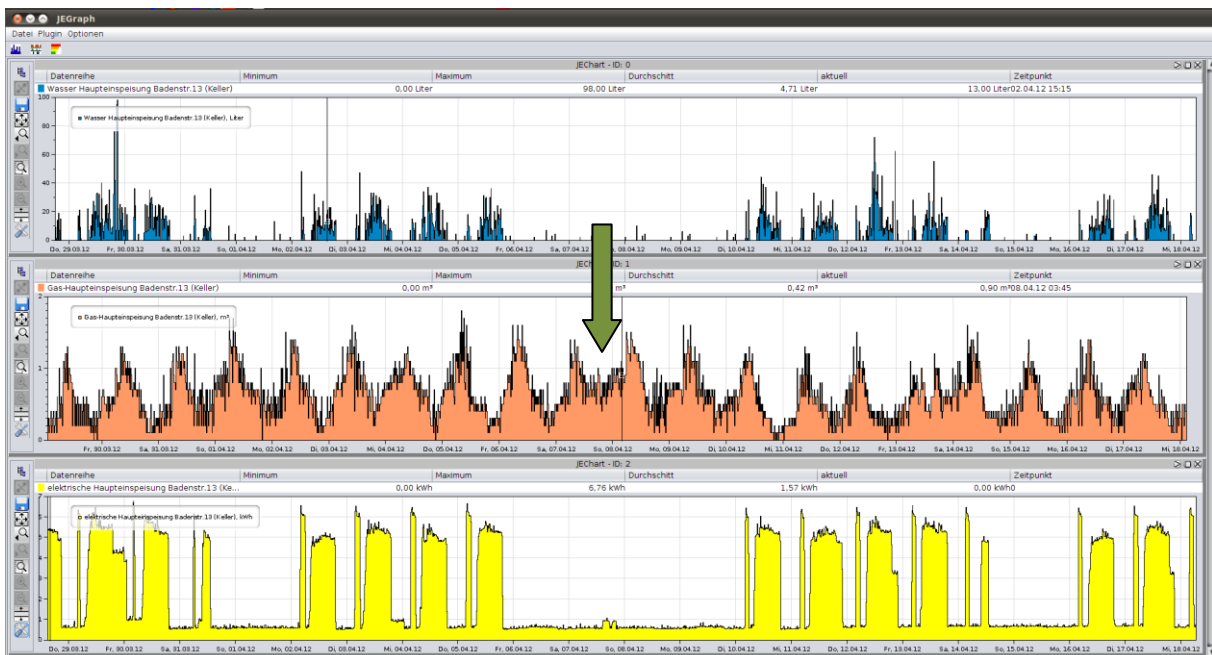 JEGraph
Datei Plugin Optionen
JEChart - ID: 0
Datenreihe Minimum Maximum Durchschitt aktuell Zeitpunkt
Wasser Haupteinspeisung Badenstr.13 (Keller) 0,00 Liter 98,00 Liter 4,71 Liter 13,00 Liter02.04.12 15:15
100
Wasser Haupteinspeisung Badenstr.13 (Keller), Liter
80
60
40
20
0
Do, 29.03.12 Fr, 30.03.12 Sa, 31.03.12 So, 01.04.12 Mo, 02.04.12 Di, 03.04.12 Mi, 04.04.12 Do, 05.04.12 Fr, 06.04.12 Sa, 07.04.12 08.04.12 Mo, 09.04.12 Di, 10.04.12 Mi, 11.04.12 Do, 12.04.12 Fr, 13.04.12 Sa, 14.04.12 So, 15.04.12 Mo, 16.04.12 Di, 17.04.12 Mi, 18.04.12
JEChart - ID: 1
Datenreihe Minimum Maximum Durchschitt aktuell Zeitpunkt
Gas-Haupteinspeisung Badenstr.13 (Keller) 0,00 m³ m³ 0,42 m³ 0,90 m³08.04.12 03:45
2
Gas-Haupteinspeisung Badenstr.13 (Keller), m³
1
0
Fr, 30.03.12 Sa, 31.03.12 So, 01.04.12 Mo, 02.04.12 Di, 03.04.12 Mi, 04.04.12 Do, 05.04.12 Fr, 06.04.12 Sa, 07.04.12 So, 08.04.12 Mo, 09.04.12 Di, 10.04.12 Mi, 11.04.12 Do, 12.04.12 Fr, 13.04.12 Sa, 14.04.12 So, 15.04.12 Mo, 16.04.12 Di, 17.04.12 Mi, 18.04.12
JEChart - ID: 2
Datenreihe Minimum Maximum Durchschitt aktuell Zeitpunkt
elektrische Haupteinspeisung Badenstr.13 (Ke... 0,00 kWh 6,76 kWh 1,57 kWh 0,00 kWh0
7
elektrische Haupteinspeisung Badenstr.13 (Keller), kWh
6
5
4
3
2
1
0
Do, 29.03.12 Fr, 30.03.12 Sa, 31.03.12 So, 01.04.12 Mo, 02.04.12 Di, 03.04.12 Mi, 04.04.12 Do, 05.04.12 Fr, 06.04.12 Sa, 07.04.12 So, 08.04.12 Mo, 09.04.12 Di, 10.04.12 Mi, 11.04.12 Do, 12.04.12 Fr, 13.04.12 Sa, 14.04.12 So, 15.04.12 Mo, 16.04.12 Di, 17.04.12 Mi, 18.04.12